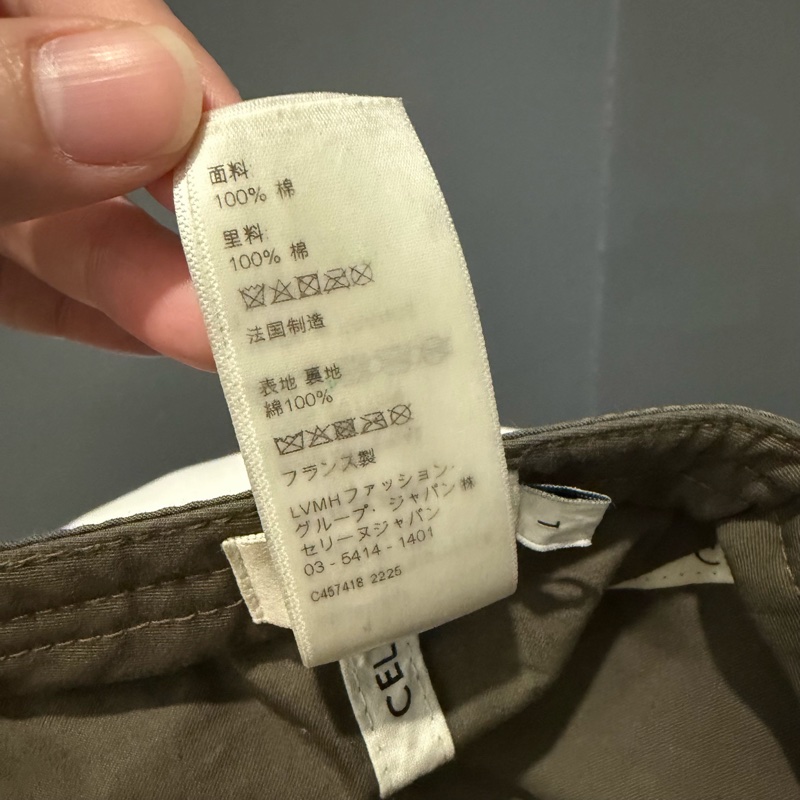 面料
100% 棉
里料
100% 棉
法国制造
表地 裏地
綿100%
フランス製
LVMHファッション・
グループ・ジャパン㈱
セリーヌジャパン
03 - 5414 - 1401
C457418 2225
L
CEL